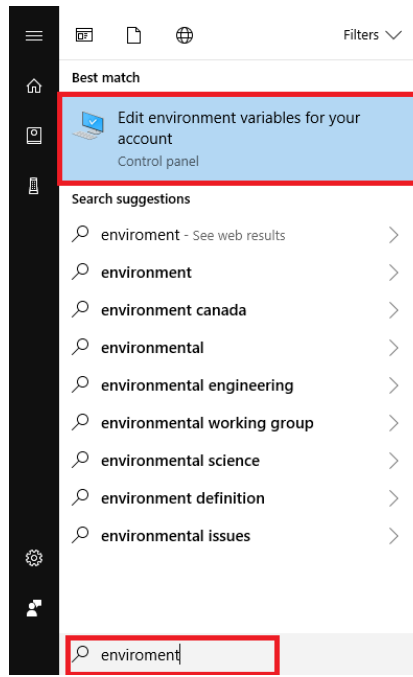 Filters
Best match
Edit environment variables for your
account
Control panel
Search suggestions
enviroment - See web results
environment
environment canada
environmental
environmental engineering
environmental working group
environmental science
environment definition
environmental issues
enviroment